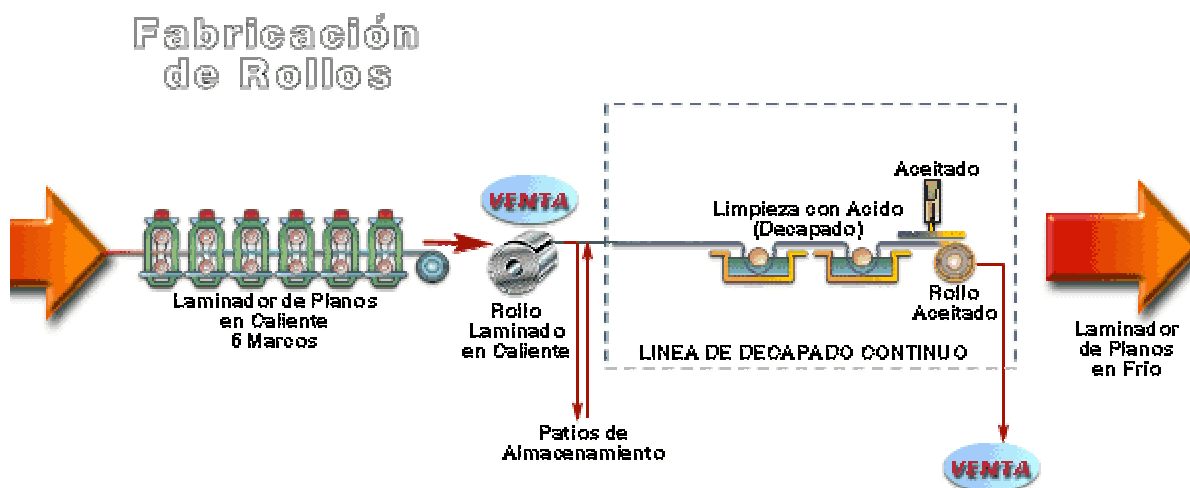 Fabricación
de Rollos
VENTA
Aceitado
Limpieza con Acido
(Decapado)
Laminador de Planos
en Caliente
6 Marcos
Rollo
Laminado
en Caliente
Rollo
Aceitado
LINEA DE DECAPADO CONTINUO
Laminador
de Planos
en Frío
Patios de
Almacenamiento
VENTA